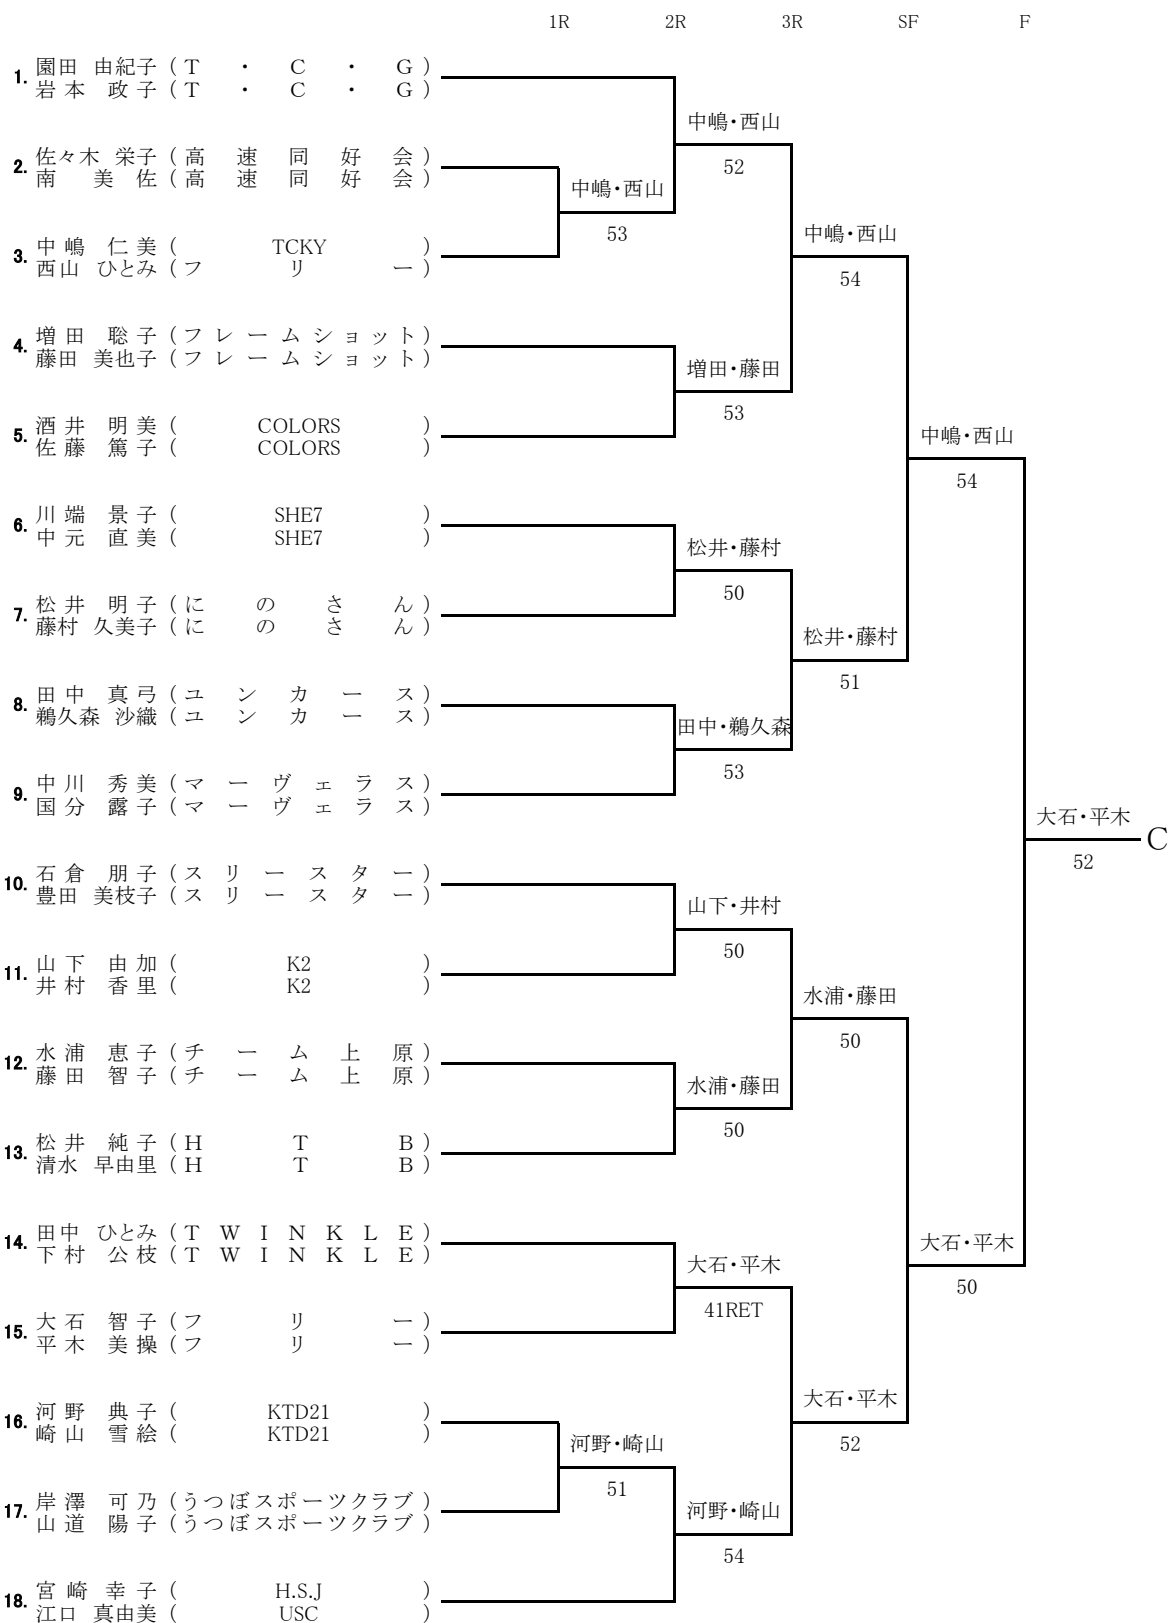 1R 2R 3R SF F
1. 園田 由紀子 ( T ・ C ・ G )
岩本 政子 ( T ・ C ・ G )
中嶋・西山
52
2. 佐々木 栄子 ( 高速同好会 )
南 美佐 ( 高速同好会 )
中嶋・西山
53
3. 中嶋 仁美 ( TCKY )
西山 ひとみ ( フリー )
中嶋・西山
54
4. 増田 聡子 ( フレームショット )
藤田 美也子 ( フレームショット )
増田・藤田
53
5. 酒井 明美 ( COLORS )
佐藤 篤子 ( COLORS )
中嶋・西山
54
6. 川端 景子 ( SHE7 )
中元 直美 ( SHE7 )
松井・藤村
50
7. 松井 明子 ( にのさん )
藤村 久美子 ( にのさん )
松井・藤村
51
8. 田中 真弓 ( ユンカース )
鵜久森 沙織 ( ユンカース )
田中・鵜久森
53
9. 中川 秀美 ( マーヴェラス )
国分 露子 ( マーヴェラス )
大石・平木
C
52
10. 石倉 朋子 ( スリースター )
豊田 美枝子 ( スリースター )
山下・井村
50
11. 山下 由加 ( K2 )
井村 香里 ( K2 )
水浦・藤田
50
12. 水浦 恵子 ( チーム上原 )
藤田 智子 ( チーム上原 )
水浦・藤田
50
13. 松井 純子 ( H T B )
清水 早由里 ( H T B )
14. 田中 ひとみ ( T W I N K L E )
下村 公枝 ( T W I N K L E )
大石・平木
50
大石・平木
41RET
15. 大石 智子 ( フリー )
平木 美操 ( フリー )
大石・平木
52
16. 河野 典子 ( KTD21 )
崎山 雪絵 ( KTD21 )
河野・崎山
51
17. 岸澤 可乃 ( うつぼスポーツクラブ )
山道 陽子 ( うつぼスポーツクラブ )
河野・崎山
54
18. 宮崎 幸子 ( H.S.J )
江口 真由美 ( USC )